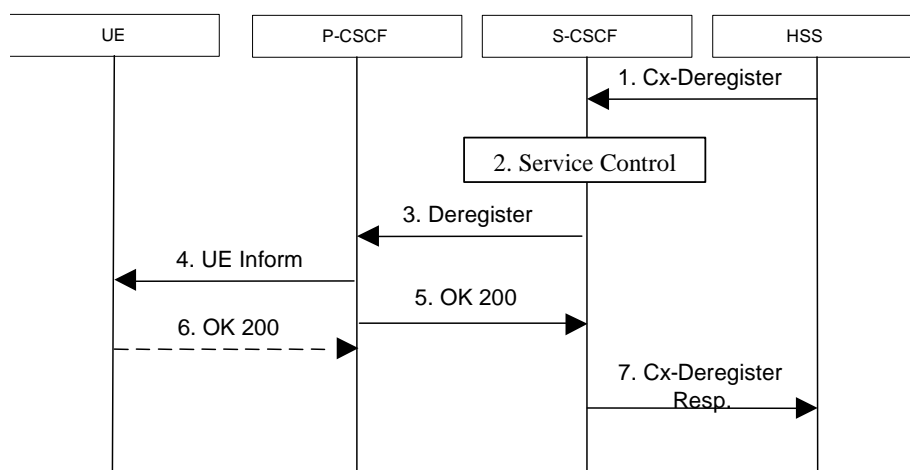 UE
P-CSCF
S-CSCF
HSS
1. Cx-Deregister
2. Service Control
3. Deregister
4. UE Inform
5. OK 200
6. OK 200
7. Cx-Deregister
Resp.